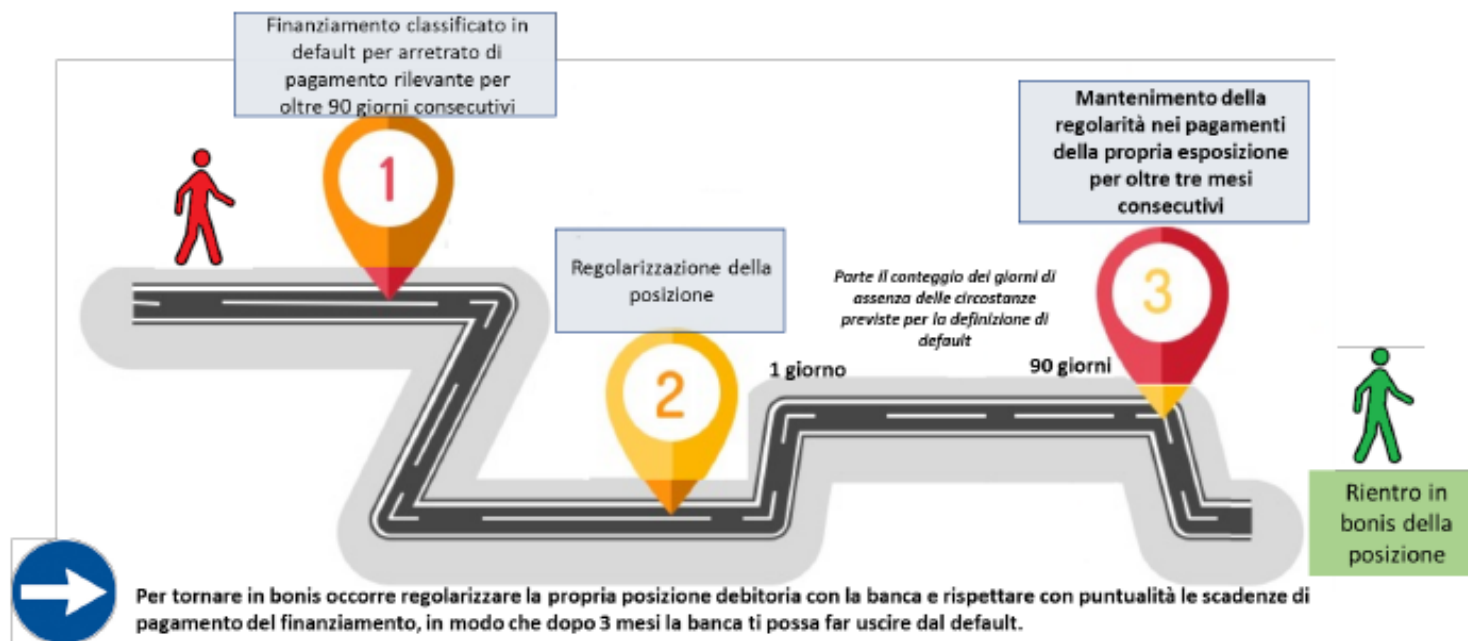 Finanziamento classificato in
default per arretrato di
pagamento rilevante per
oltre 90 giorni consecutivi
1
Mantenimento della
regolarità nei pagamenti
della propria esposizione
per oltre tre mesi
consecutivi
Regolarizzazione della
posizione
2
Parte il conteggio dei giorni di
assenza delle circostanze
previste per la definizione di
default
1 giorno
90 giorni
3
Rientro in
bonis della
posizione
Per tornare in bonis occorre regolarizzare la propria posizione debitoria con la banca e rispettare con puntualità le scadenze di
pagamento del finanziamento, in modo che dopo 3 mesi la banca ti possa far uscire dal default.